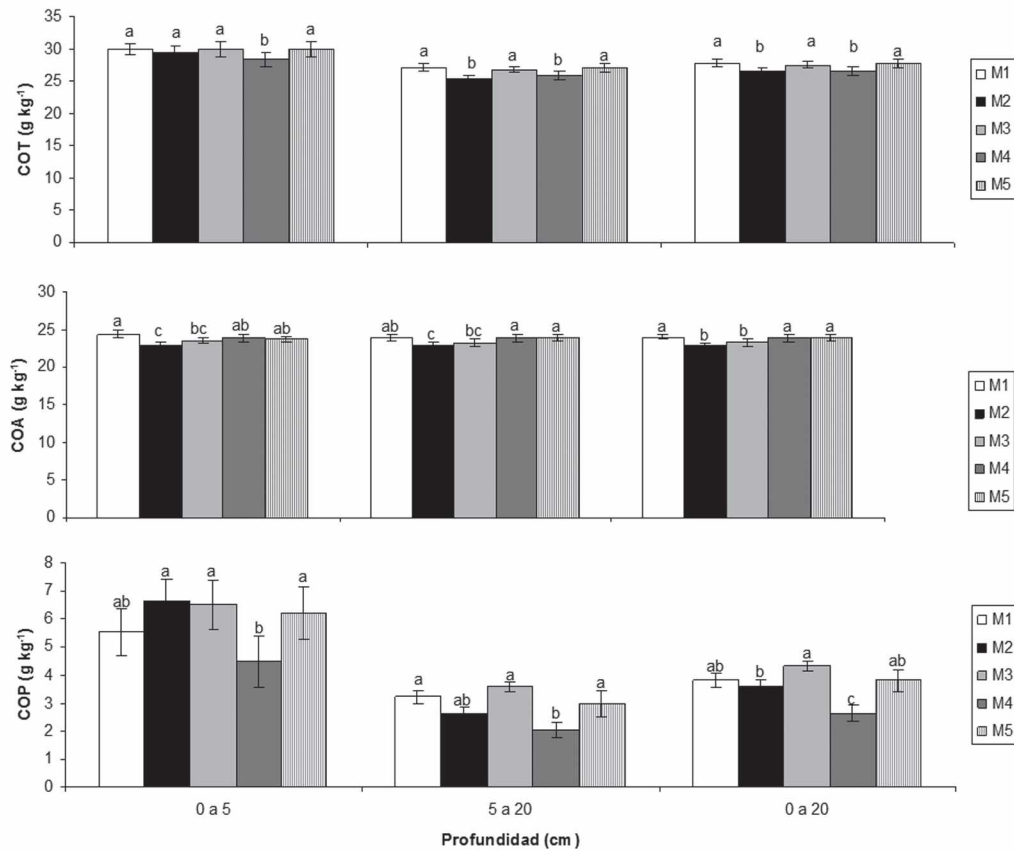 35
30
25
20
15
10
5
0
COT (g kg⁻¹)
a a a b a
a b a b a
a b a b a
M1
M2
M3
M4
M5
30
25
20
15
10
5
0
COA (g kg⁻¹)
a c bc ab ab
ab c bc a a
a b b a a
M1
M2
M3
M4
M5
8
7
6
5
4
3
2
1
0
COP (g kg⁻¹)
ab a a b a
a ab a b a
ab b a c ab
M1
M2
M3
M4
M5
0 a 5 5 a 20 0 a 20
Profundidad (cm)